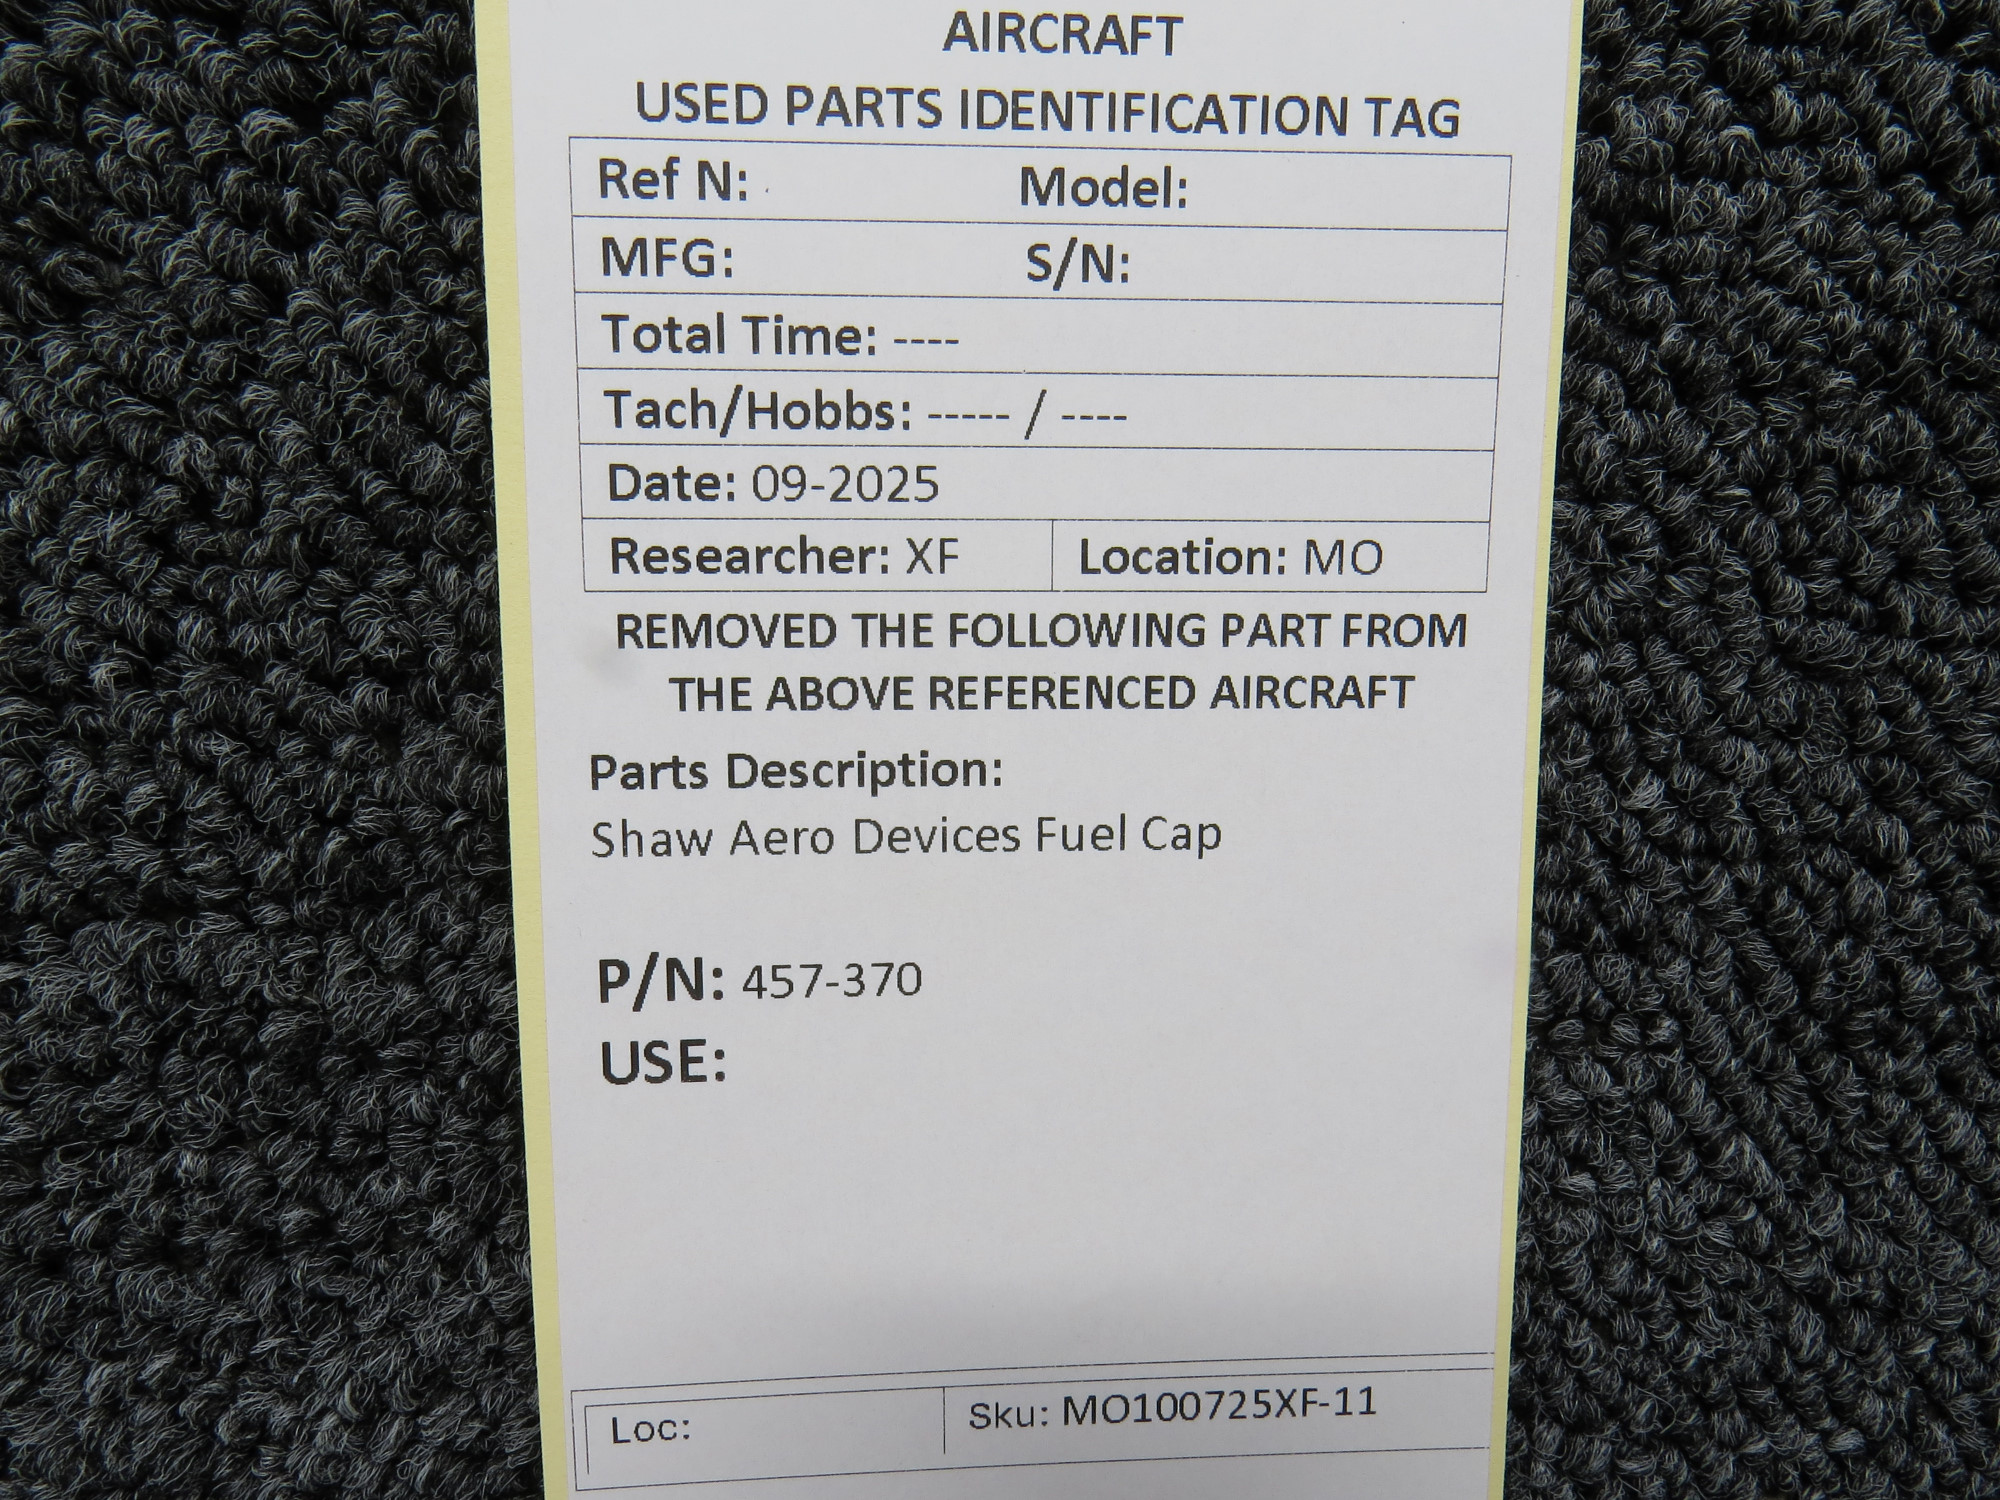 AIRCRAFT
USED PARTS IDENTIFICATION TAG
Ref N: Model:
MFG: S/N:
Total Time: ----
Tach/Hobbs: ----- / ----
Date: 09-2025
Researcher: XF Location: MO
REMOVED THE FOLLOWING PART FROM
THE ABOVE REFERENCED AIRCRAFT
Parts Description:
Shaw Aero Devices Fuel Cap
P/N: 457-370
USE:
Loc: Sku: MO100725XF-11